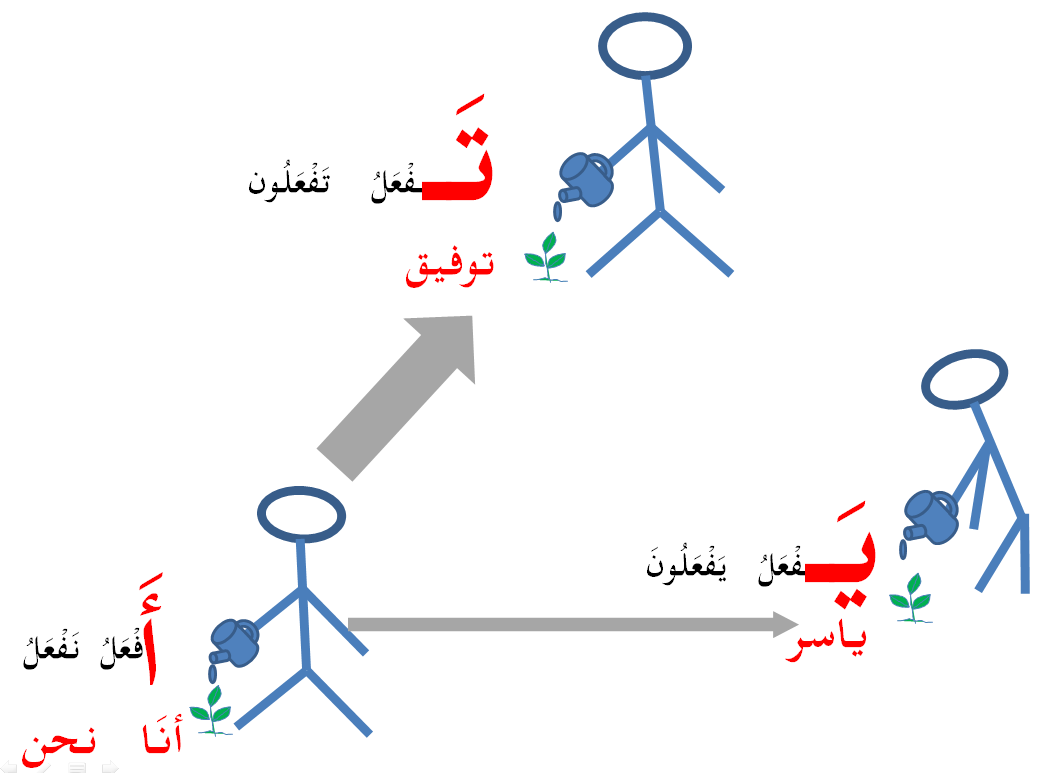 تَـفْعَلُ تَفْعَلُون
توفيق
يَـفْعَلُ يَفْعَلُونَ
ياسر
أَفْعَلُ نَفْعَلُ
أنَا نحن